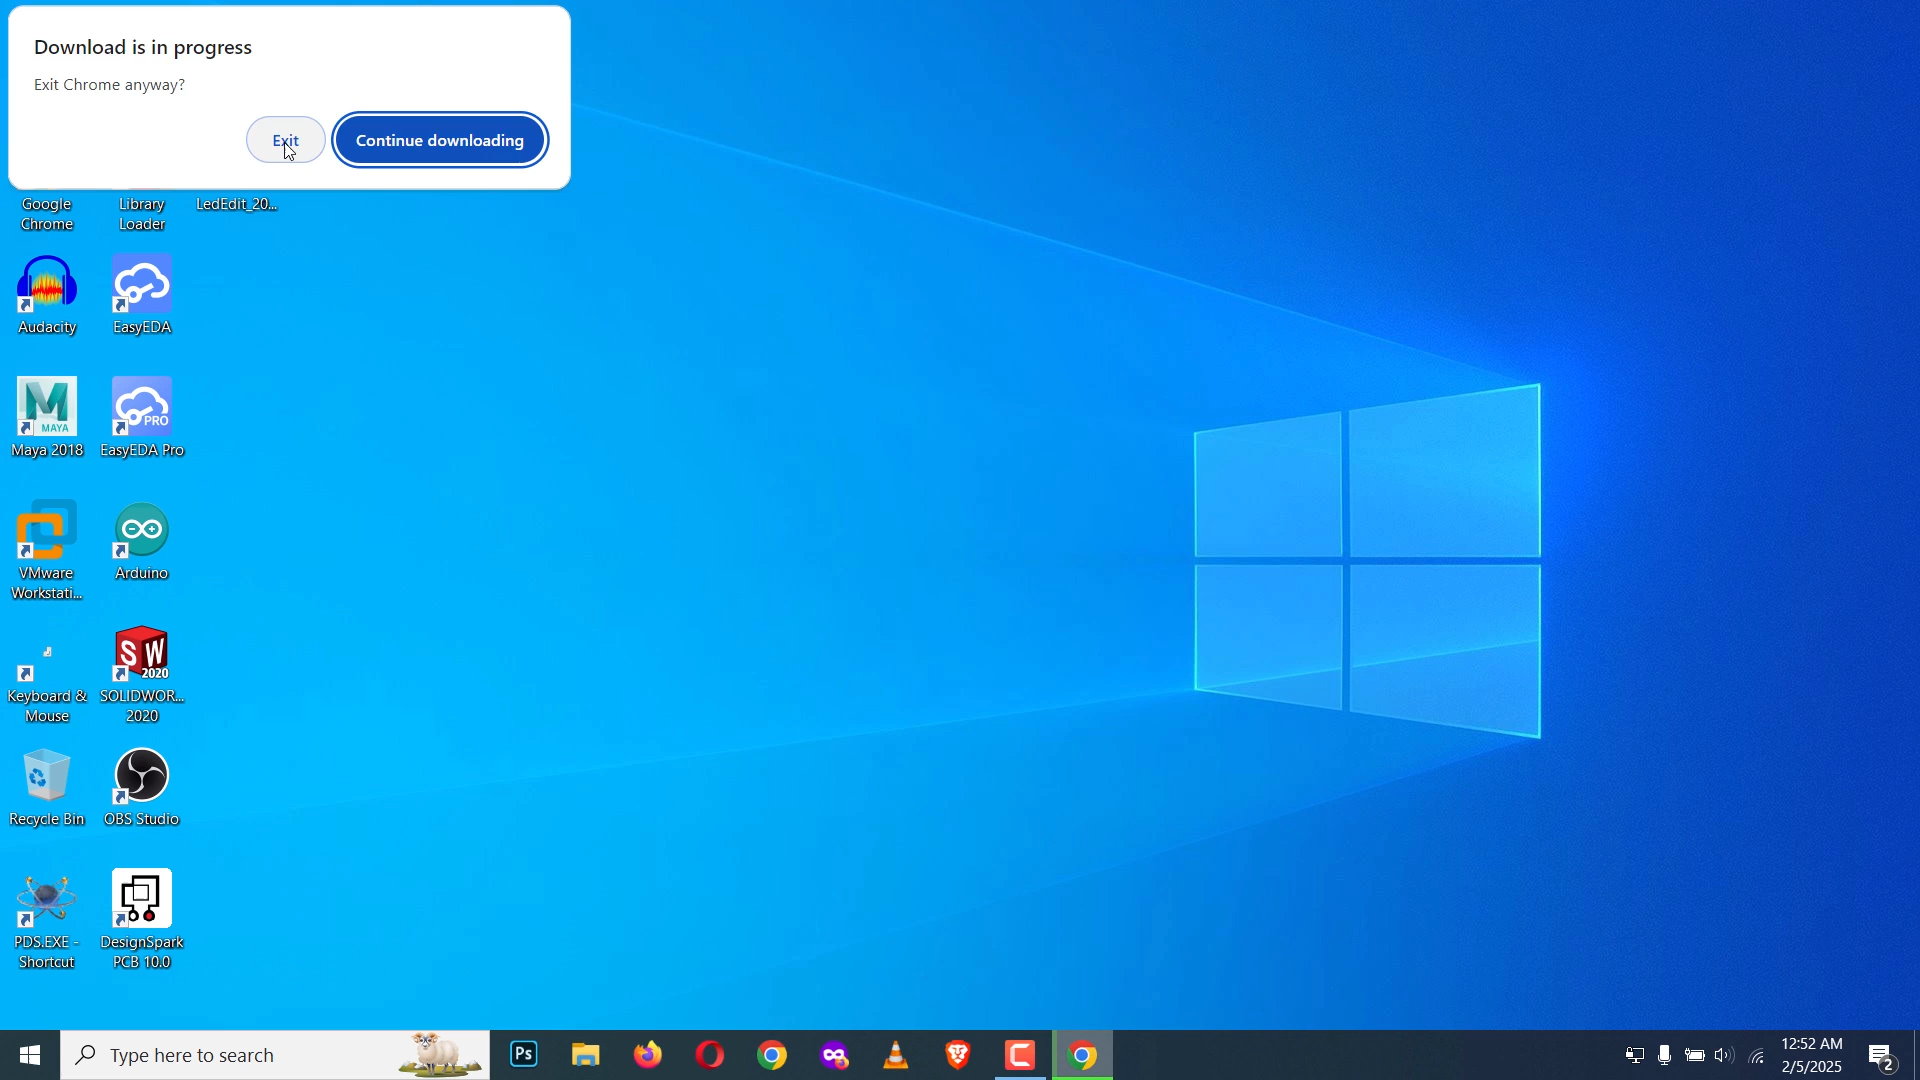 Download is in progress
Exit Chrome anyway?
Exit
Continue downloading
Google
Chrome
Library
Loader
LedEdit_20...
Audacity
EasyEDA
MAYA
Maya 2018
PRO
EasyEDA Pro
VMware
Workstati...
Arduino
Keyboard &
Mouse
SW
2020
SOLIDWOR...
2020
Recycle Bin
OBS Studio
PDS.EXE -
Shortcut
DesignSpark
PCB 10.0
Type here to search
Ps
12:52 AM
2/5/2025
2